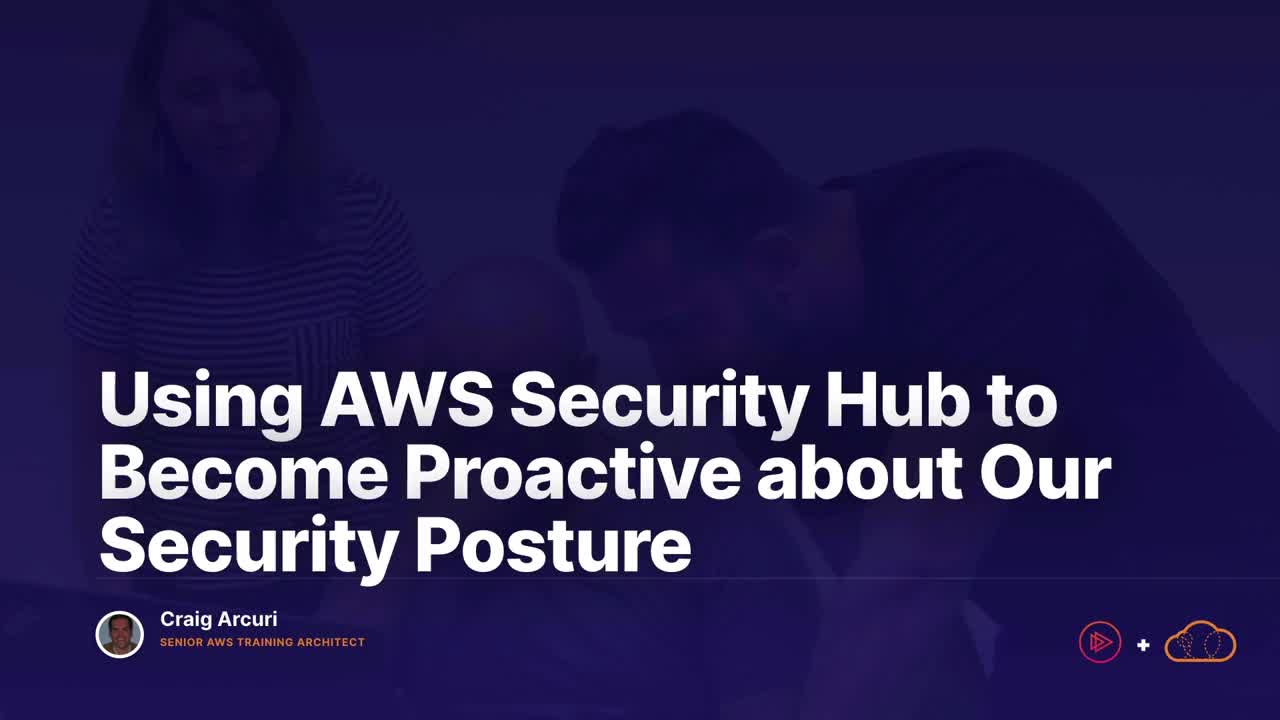 Using AWS Security Hub to
Become Proactive about Our
Security Posture
Craig Arcuri
SENIOR AWS TRAINING ARCHITECT
+